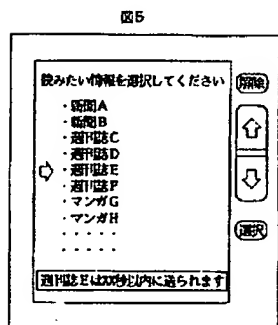 図5
読みたい情報を選択してください
解除
・新聞A
・新聞B
・週刊誌C
・週刊誌D
・週刊誌E
・週刊誌F
・マンガG
・マンガH
・・・・・
・・・・・
選択
週刊誌EはXX秒以内に送られます